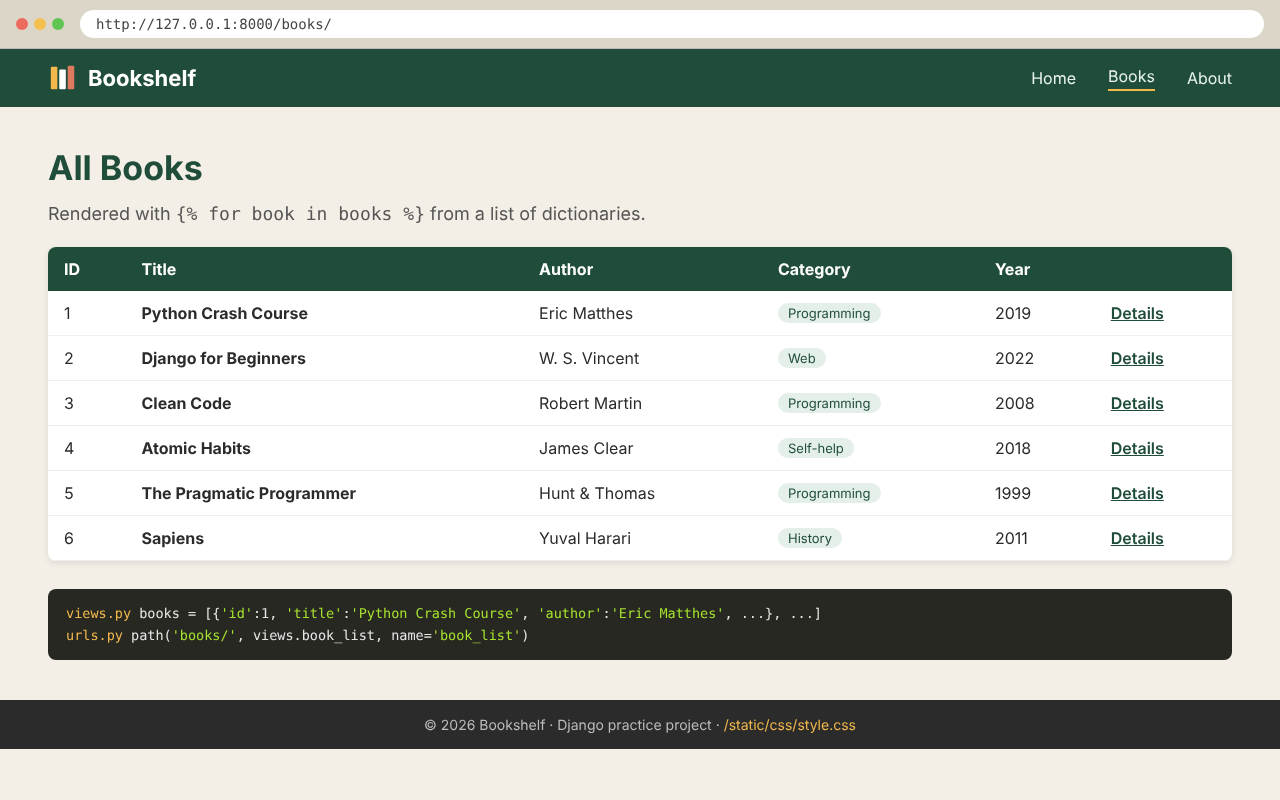 http://127.0.0.1:8000/books/
Bookshelf Home Books About
All Books
Rendered with {% for book in books %} from a list of dictionaries.
ID Title Author Category Year
1 Python Crash Course Eric Matthes Programming 2019 Details
2 Django for Beginners W. S. Vincent Web 2022 Details
3 Clean Code Robert Martin Programming 2008 Details
4 Atomic Habits James Clear Self-help 2018 Details
5 The Pragmatic Programmer Hunt & Thomas Programming 1999 Details
6 Sapiens Yuval Harari History 2011 Details
views.py books = [{'id':1, 'title':'Python Crash Course', 'author':'Eric Matthes', ...}, ...]
urls.py path('books/', views.book_list, name='book_list')
© 2026 Bookshelf · Django practice project · /static/css/style.css